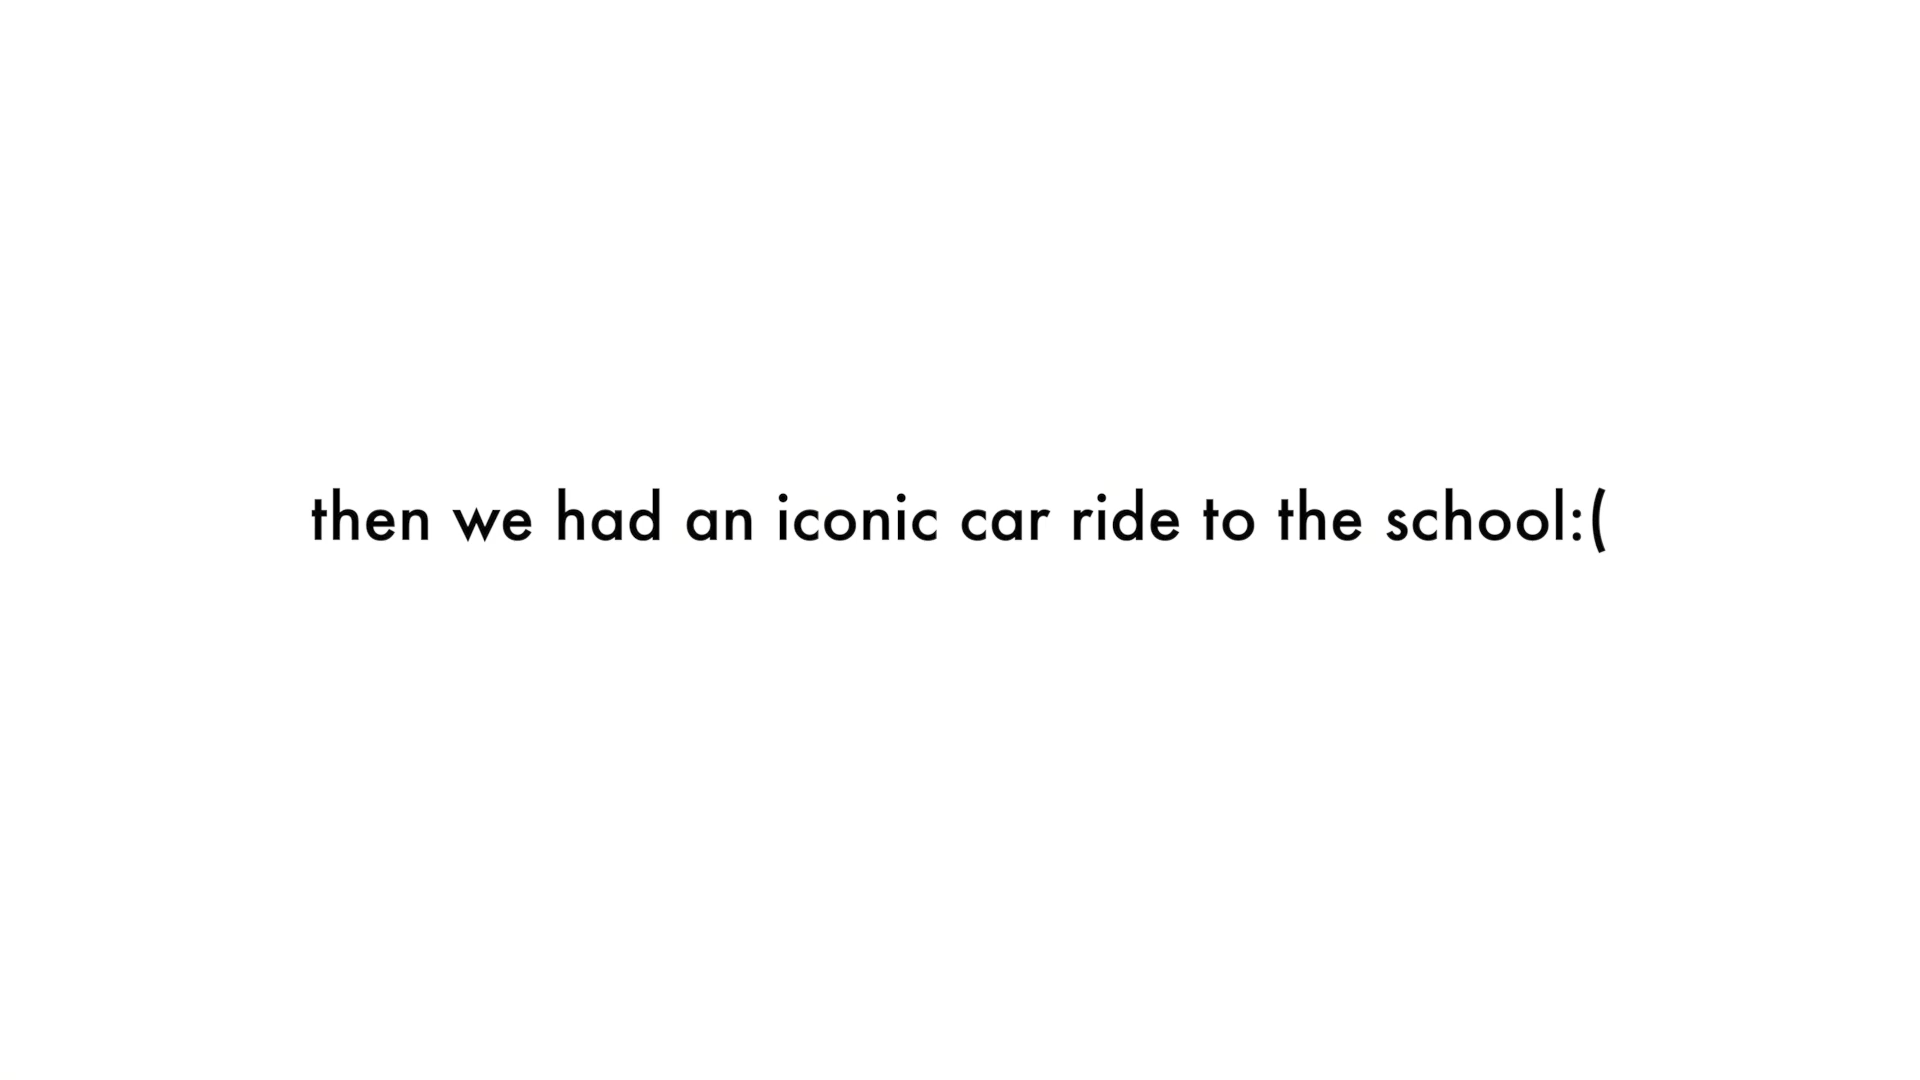 then we had an iconic car ride to the school:(